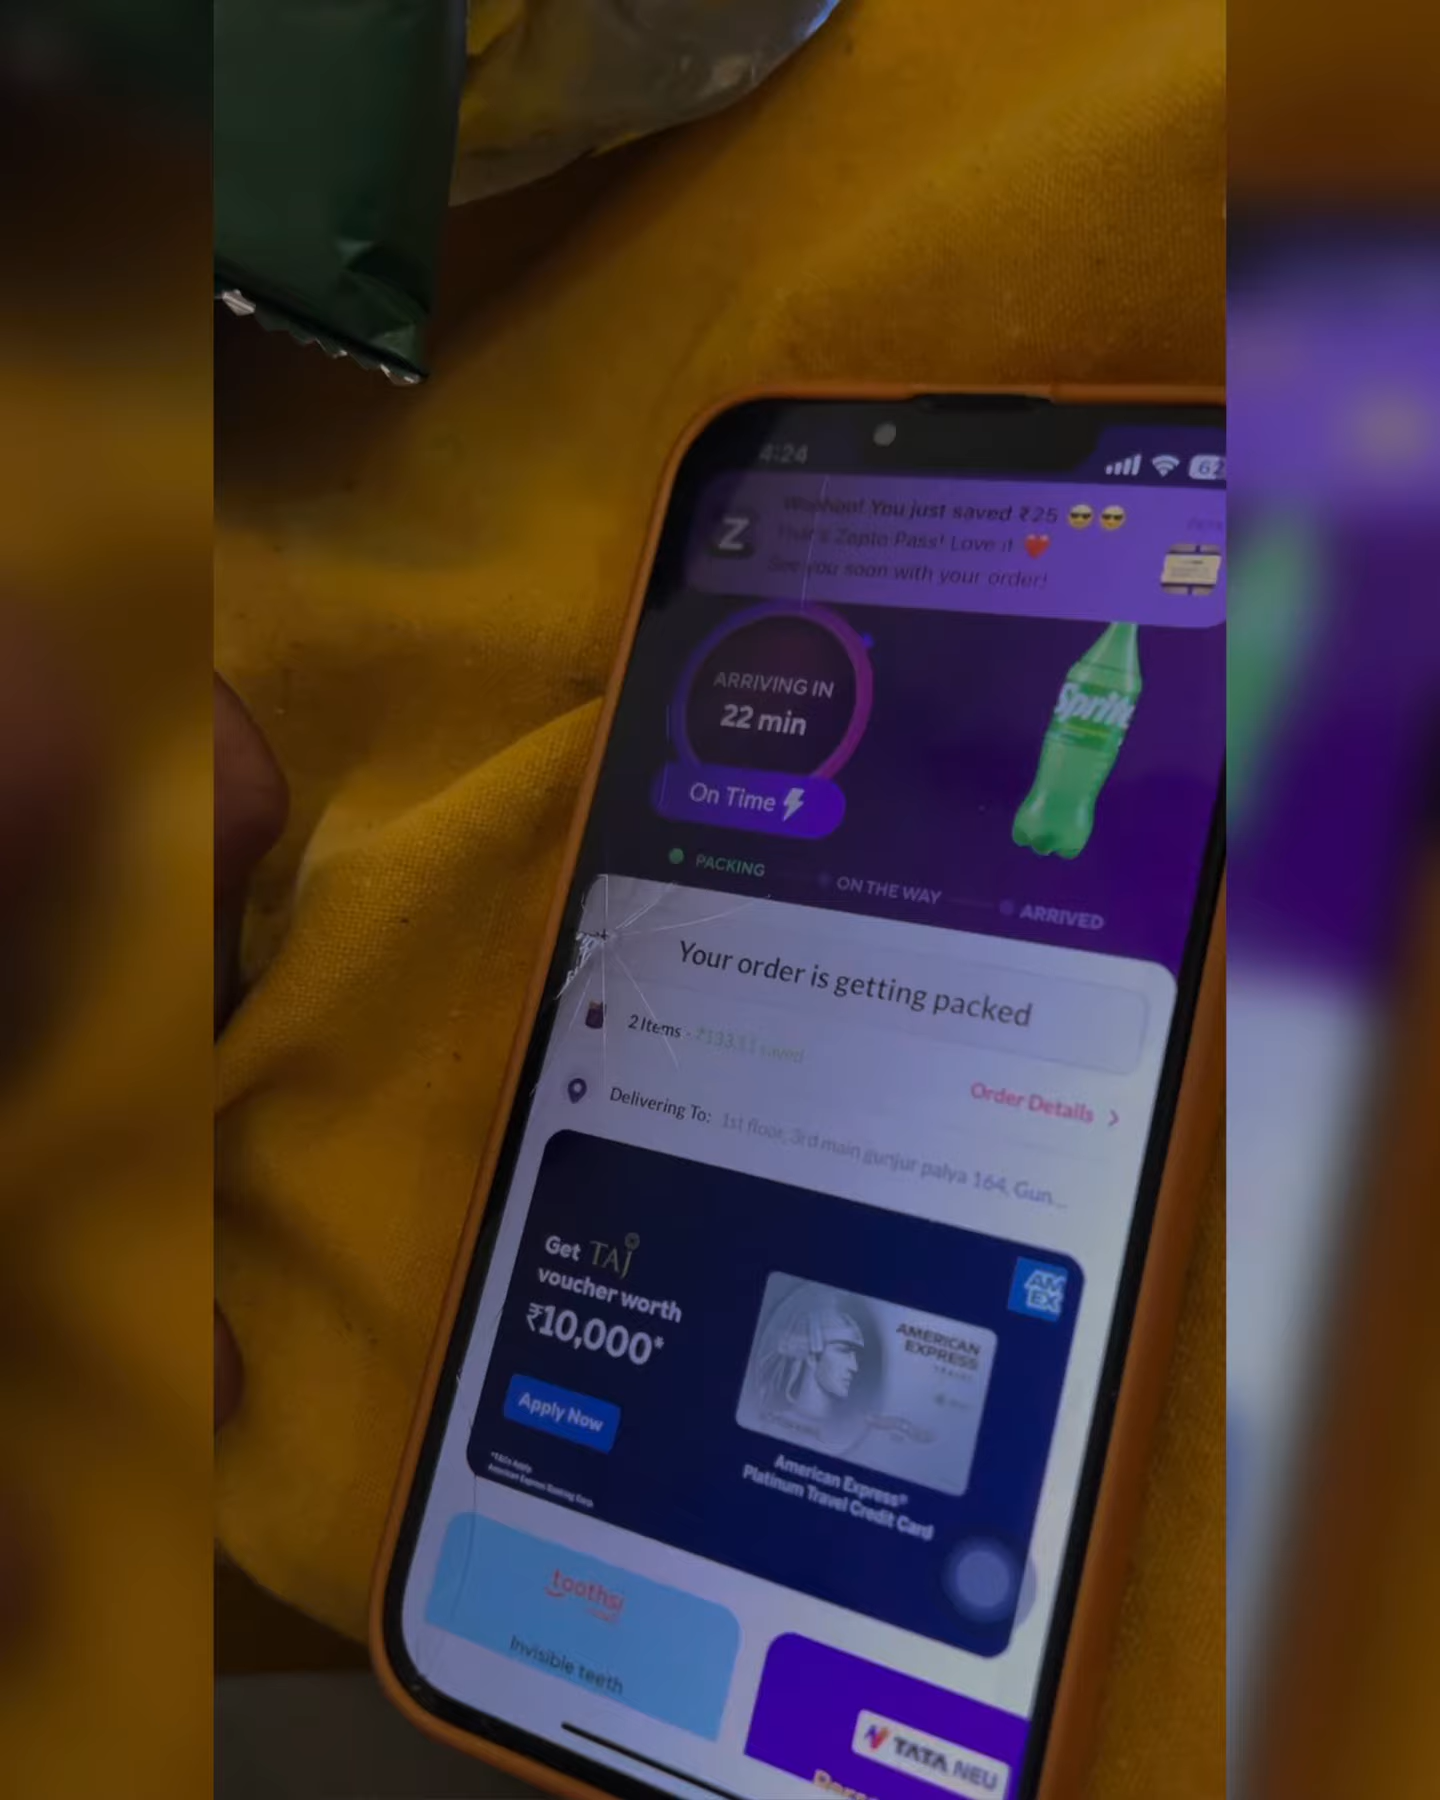 4:24
62
Z
Woohoo! You just saved ₹25 😎😎
That's Zepto Pass! Love it ❤️
See you soon with your order!
ARRIVING IN
22 min
On Time
Sprite
PACKING
ON THE WAY
ARRIVED
Your order is getting packed
2 Items - ₹133.11 saved
Order Details >
Delivering To: 1st floor, 3rd main gunjur palya 164, Gun...
Get TAJ
voucher worth
₹10,000*
Apply Now
*T&Cs Apply
American Express Banking Corp.
AM
EX
AMERICAN
EXPRESS
American Express®
Platinum Travel Credit Card
toothsi
Invisible teeth
TATA NEU